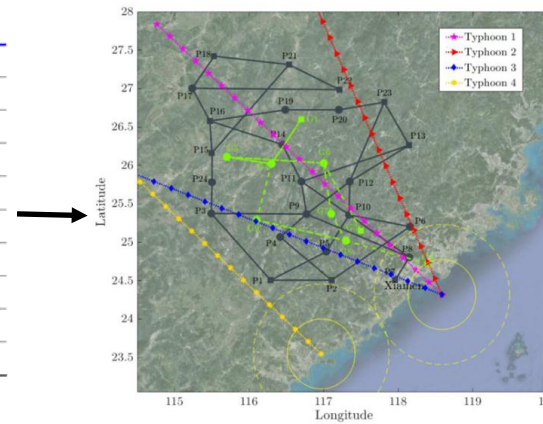 28
27.5
27
26.5
26
25.5
25
24.5
24
23.5
Latitude
115
116
117
118
119
Longitude
Typhoon 1
Typhoon 2
Typhoon 3
Typhoon 4
P18
P21
P17
P22
P23
P19
P20
P16
P14
P13
P15
P24
P11
P12
P3
P9
P10
P6
P4
P5
P8
P1
P2
Xiamen